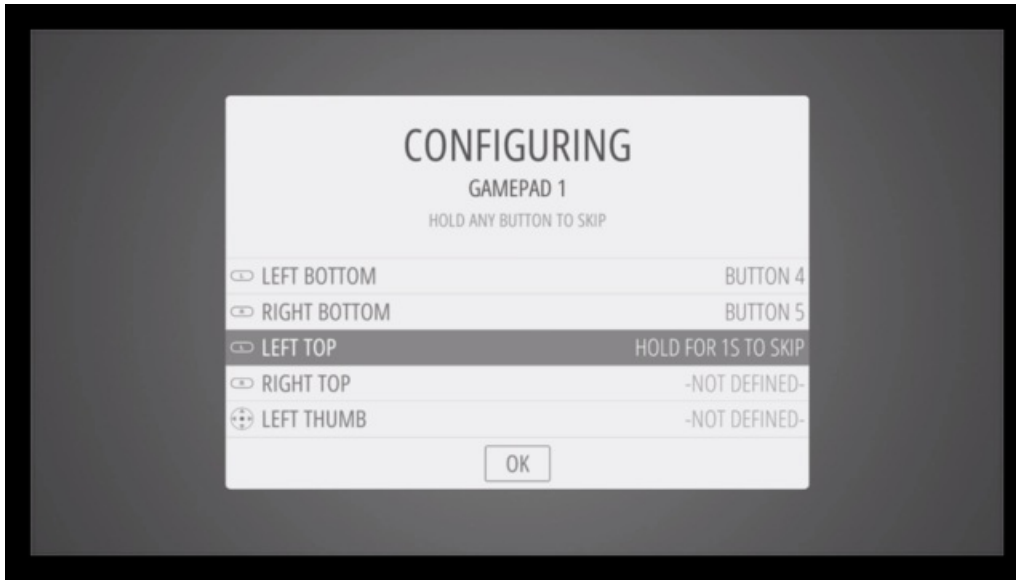 CONFIGURING
GAMEPAD 1
HOLD ANY BUTTON TO SKIP
LEFT BOTTOM BUTTON 4
RIGHT BOTTOM BUTTON 5
LEFT TOP HOLD FOR 1S TO SKIP
RIGHT TOP -NOT DEFINED-
LEFT THUMB -NOT DEFINED-
OK